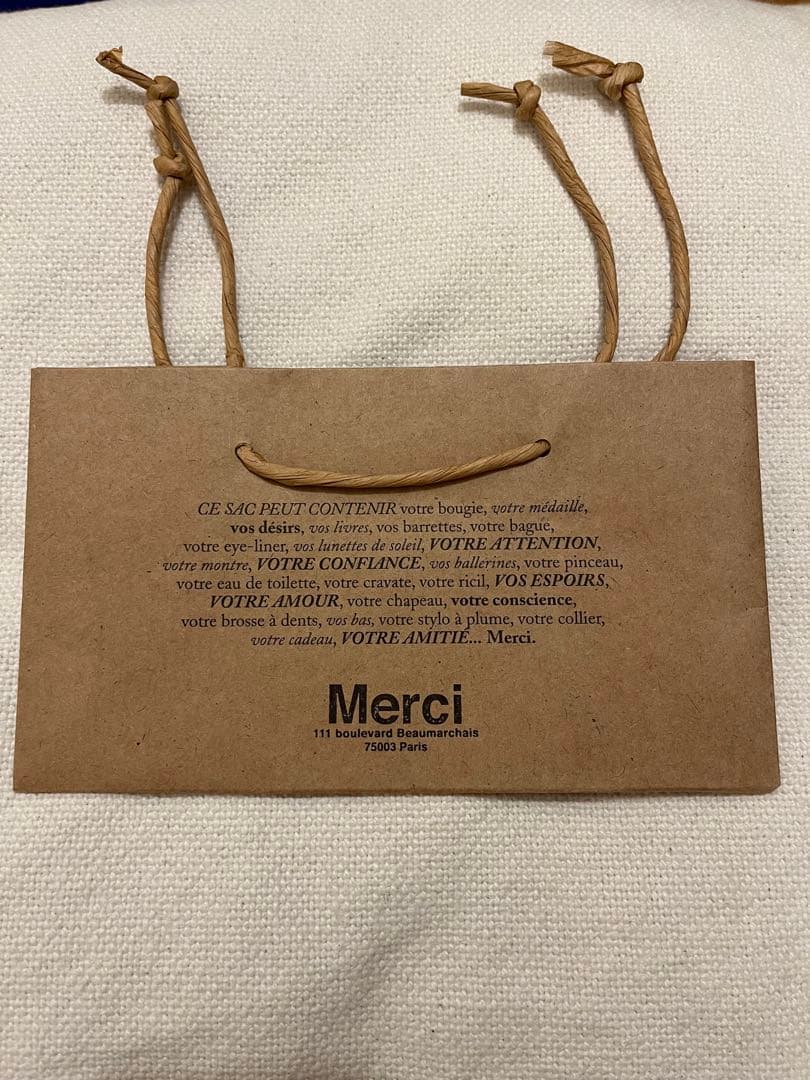 CE SAC PEUT CONTENIR votre bougie, votre médaille,
vos désirs, vos livres, vos barrettes, votre bague,
votre eye-liner, vos lunettes de soleil, VOTRE ATTENTION,
votre montre, VOTRE CONFIANCE, vos ballerines, votre pinceau,
votre eau de toilette, votre cravate, votre ricil, VOS ESPOIRS,
VOTRE AMOUR, votre chapeau, votre conscience,
votre brosse à dents, vos bas, votre stylo à plume, votre collier,
votre cadeau, VOTRE AMITIÉ... Merci.
Merci
111 boulevard Beaumarchais
75003 Paris